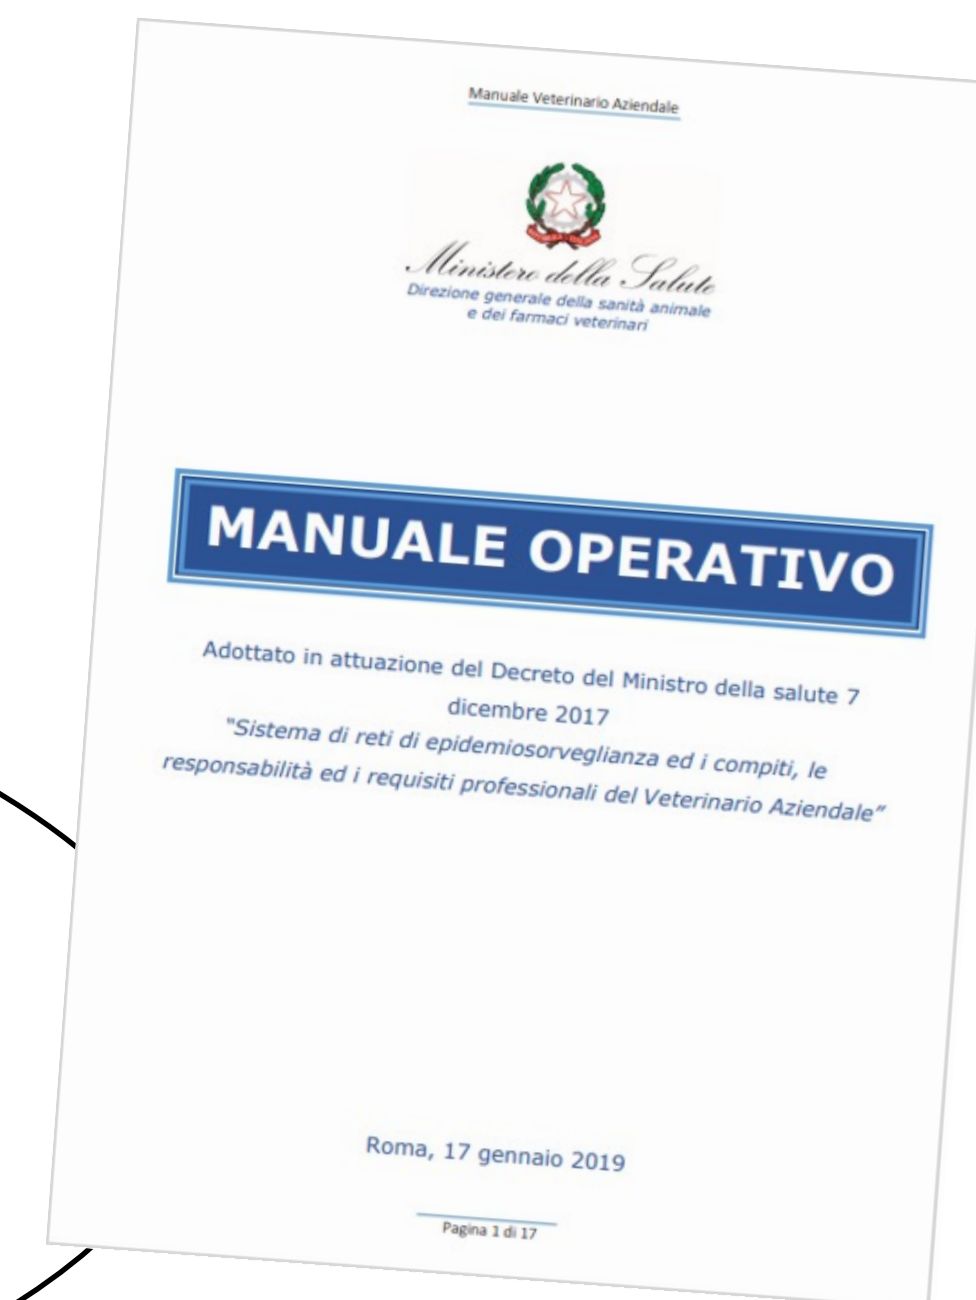 Manuale Veterinario Aziendale
REPVBBLICA ITALIANA
Ministero della Salute
Direzione generale della sanità animale
e dei farmaci veterinari
MANUALE OPERATIVO
Adottato in attuazione del Decreto del Ministro della salute 7
dicembre 2017
"Sistema di reti di epidemiosorveglianza ed i compiti, le
responsabilità ed i requisiti professionali del Veterinario Aziendale"
Roma, 17 gennaio 2019
Pagina 1 di 17